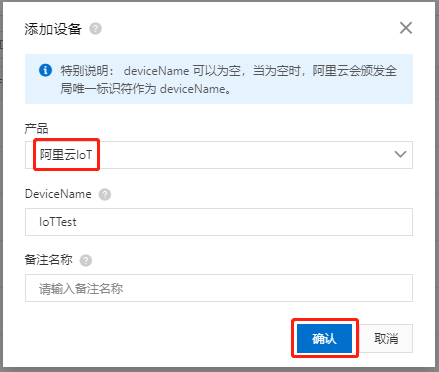 添加设备
特别说明： deviceName 可以为空，当为空时，阿里云会颁发全
局唯一标识符作为 deviceName。
产品
阿里云IoT
DeviceName
IoTTest
备注名称
请输入备注名称
确认 取消